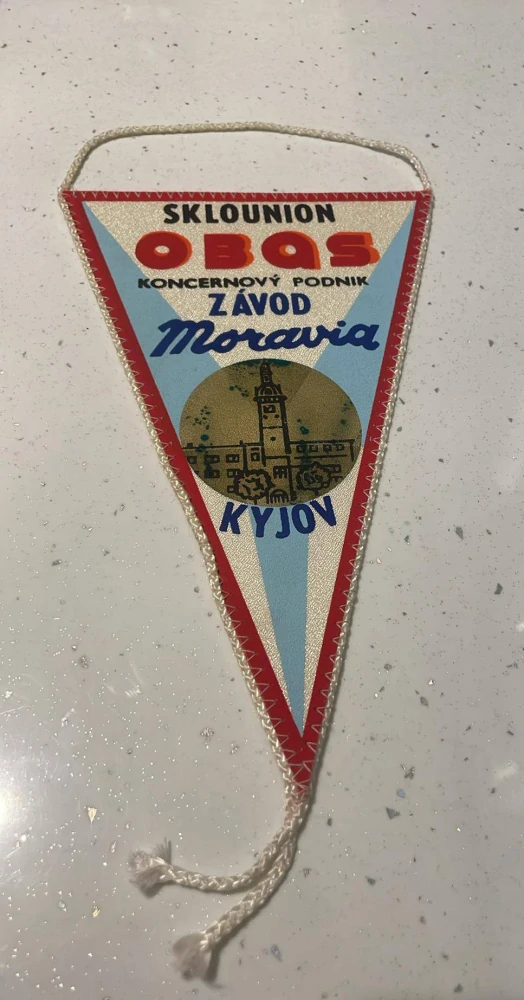 SKLOUNION
OBas
KONCERNOVÝ PODNIK
ZÁVOD
Moravia
KYJOV